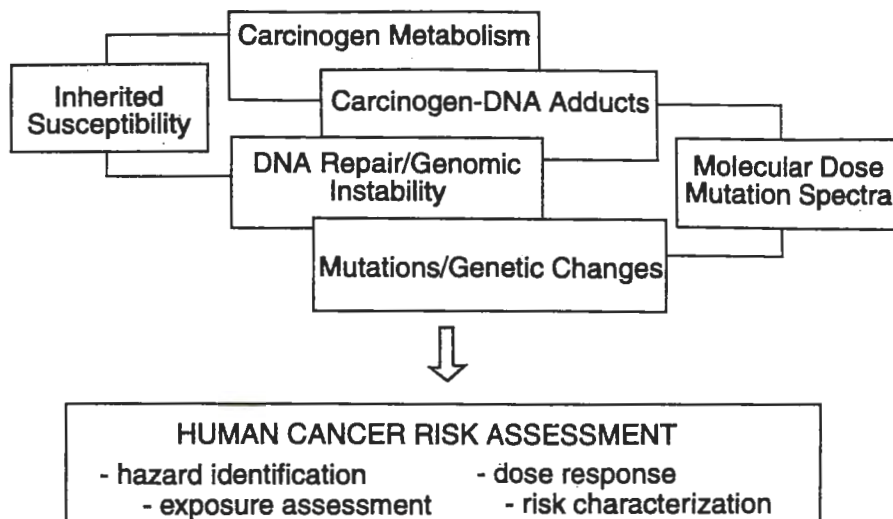 Carcinogen Metabolism
Inherited
Susceptibility
Carcinogen-DNA Adducts
DNA Repair/Genomic
Instability
Molecular Dose
Mutation Spectra
Mutations/Genetic Changes
HUMAN CANCER RISK ASSESSMENT
- hazard identification
- dose response
- exposure assessment
- risk characterization